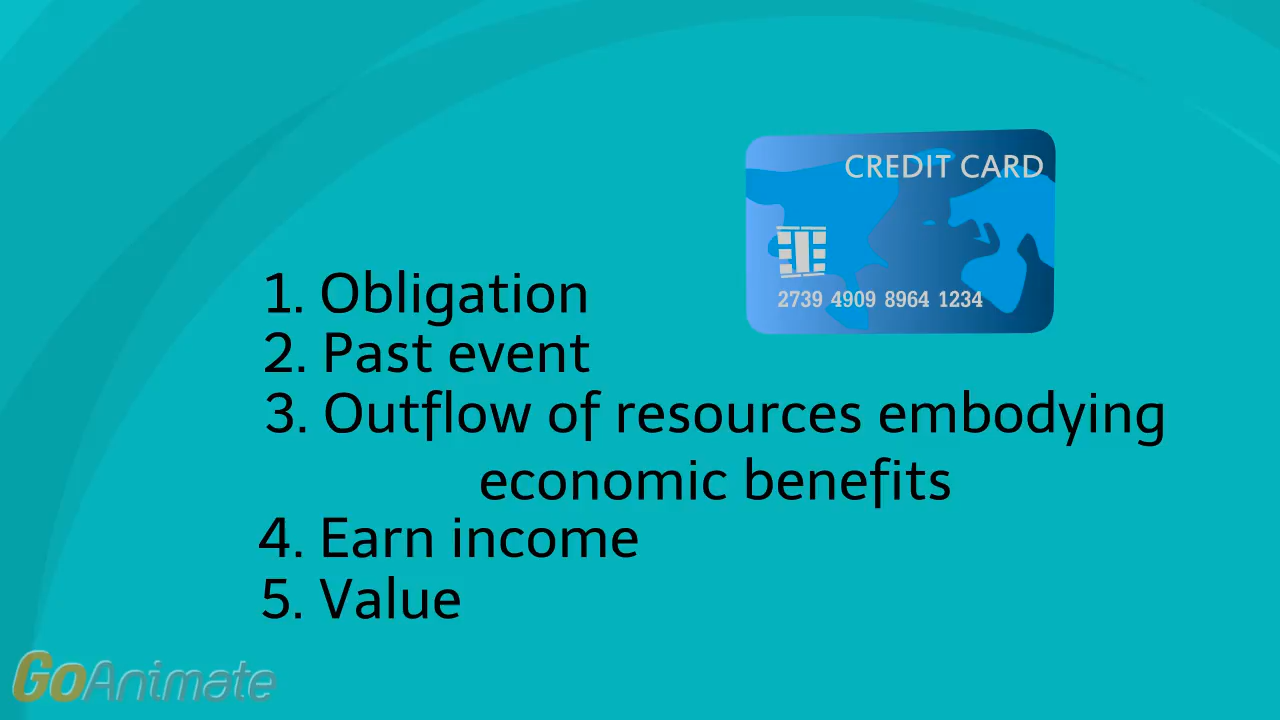 CREDIT CARD
2739 4909 8964 1234
1. Obligation
2. Past event
3. Outflow of resources embodying
economic benefits
4. Earn income
5. Value
GoAnimate